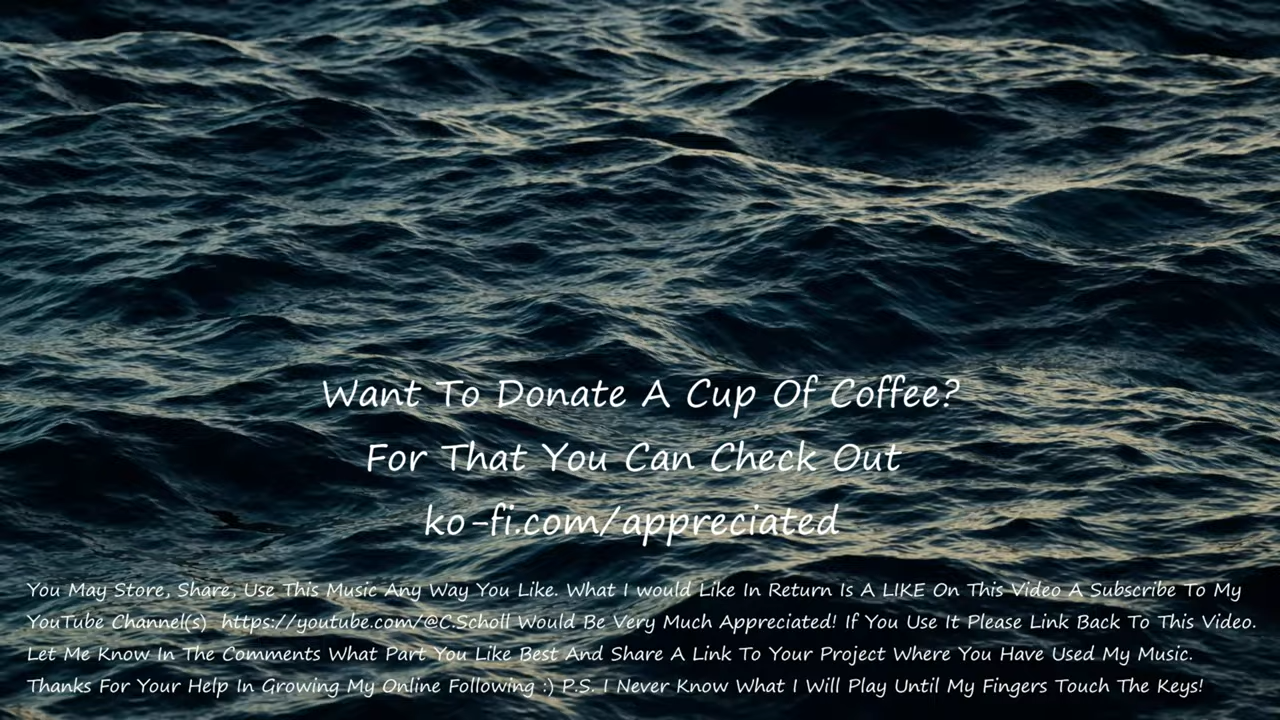 Want To Donate A Cup Of Coffee?
For That You Can Check Out
ko-fi.com/appreciated
You May Store, Share, Use This Music Any Way You Like. What I would Like In Return Is A LIKE On This Video A Subscribe To My
YouTube Channel(s) https://youtube.com/@C.Scholl Would Be Very Much Appreciated! If You Use It Please Link Back To This Video.
Let Me Know In The Comments What Part You Like Best And Share A Link To Your Project Where You Have Used My Music.
Thanks For Your Help In Growing My Online Following :) P.S. I Never Know What I Will Play Until My Fingers Touch The Keys!